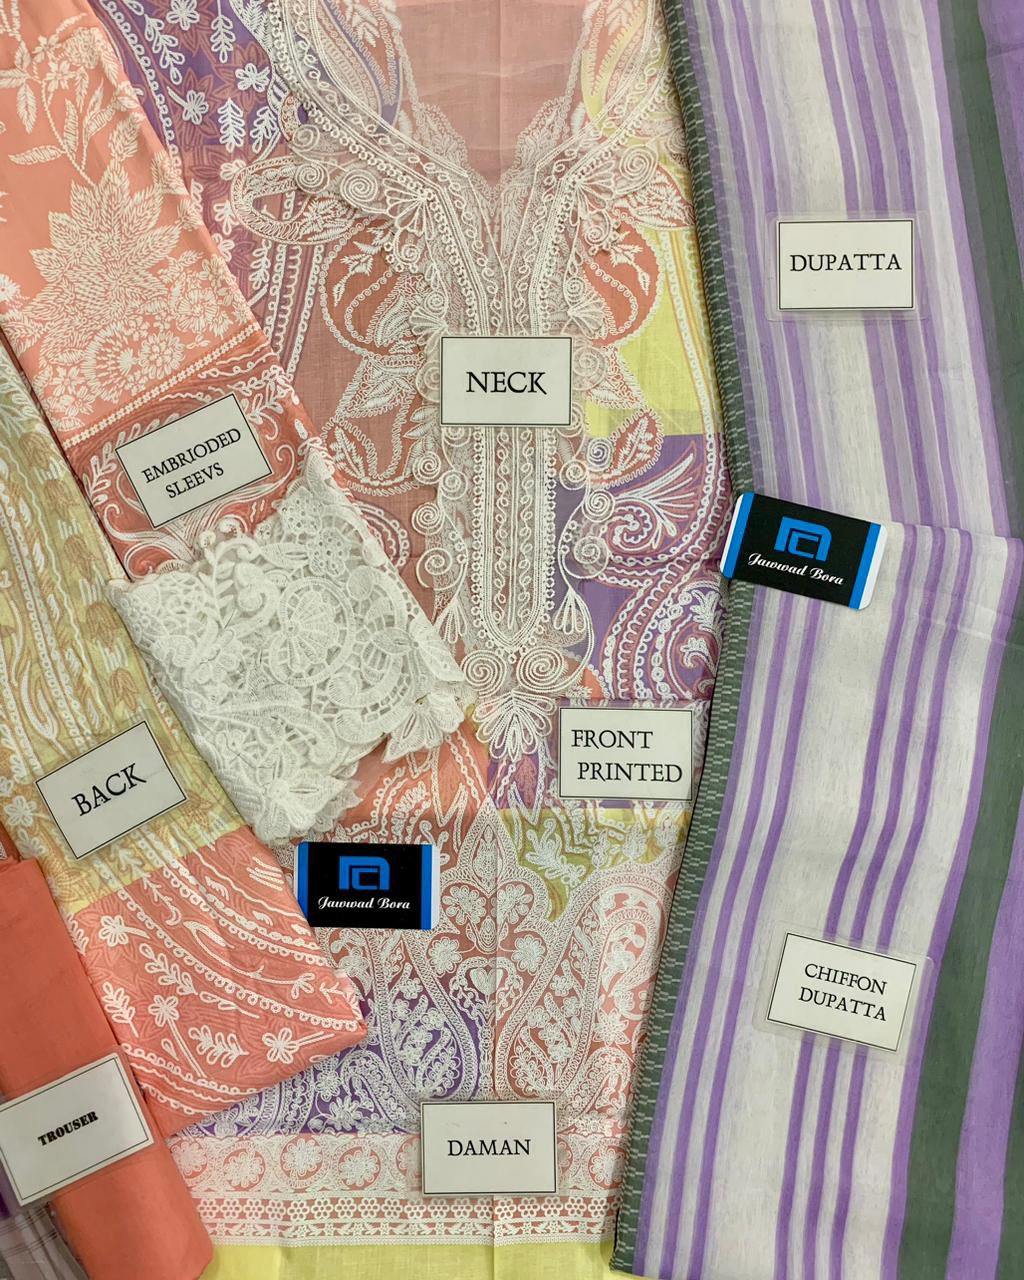 DUPATTA
NECK
EMBRIODED
SLEEVS
Jawwad Bora
FRONT
PRINTED
BACK
Jawwad Bora
CHIFFON
DUPATTA
TROUSER
DAMAN